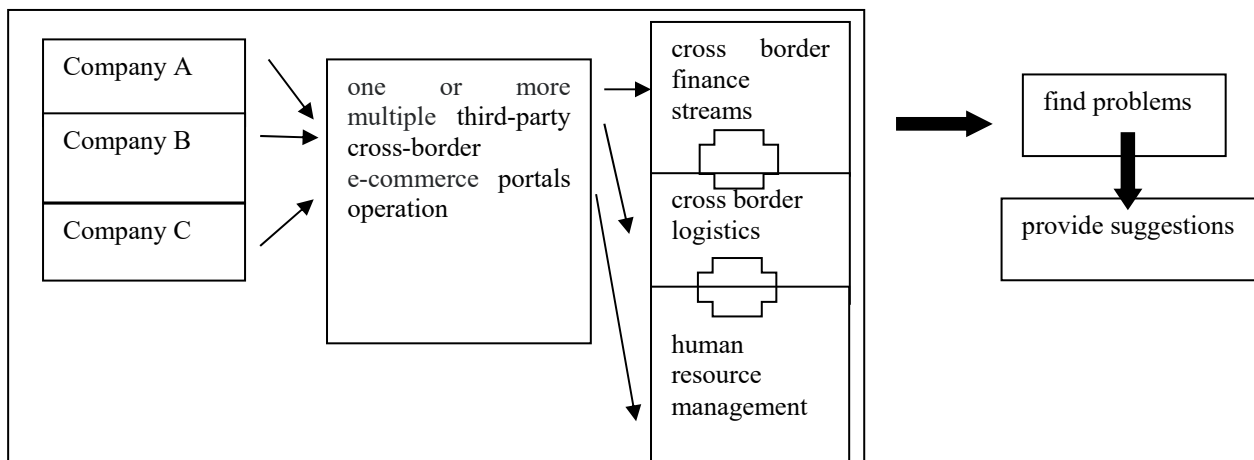 Company A
Company B
Company C
one or more
multiple third-party
cross-border
e-commerce portals
operation
cross border
finance
streams
cross border
logistics
human
resource
management
find problems
provide suggestions